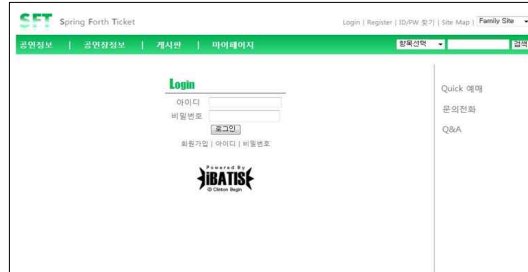 SFT Spring Forth Ticket
Login | Register | ID/PW 찾기 | Site Map | Family Site
공연정보 | 공연장정보 | 게시판 | 마이페이지
항목선택 검색
Login
아이디
비밀번호
로그인
회원가입 | 아이디 | 비밀번호
Powered By
iBATIS
© Clinton Begin
Quick 예매
문의전화
Q&A